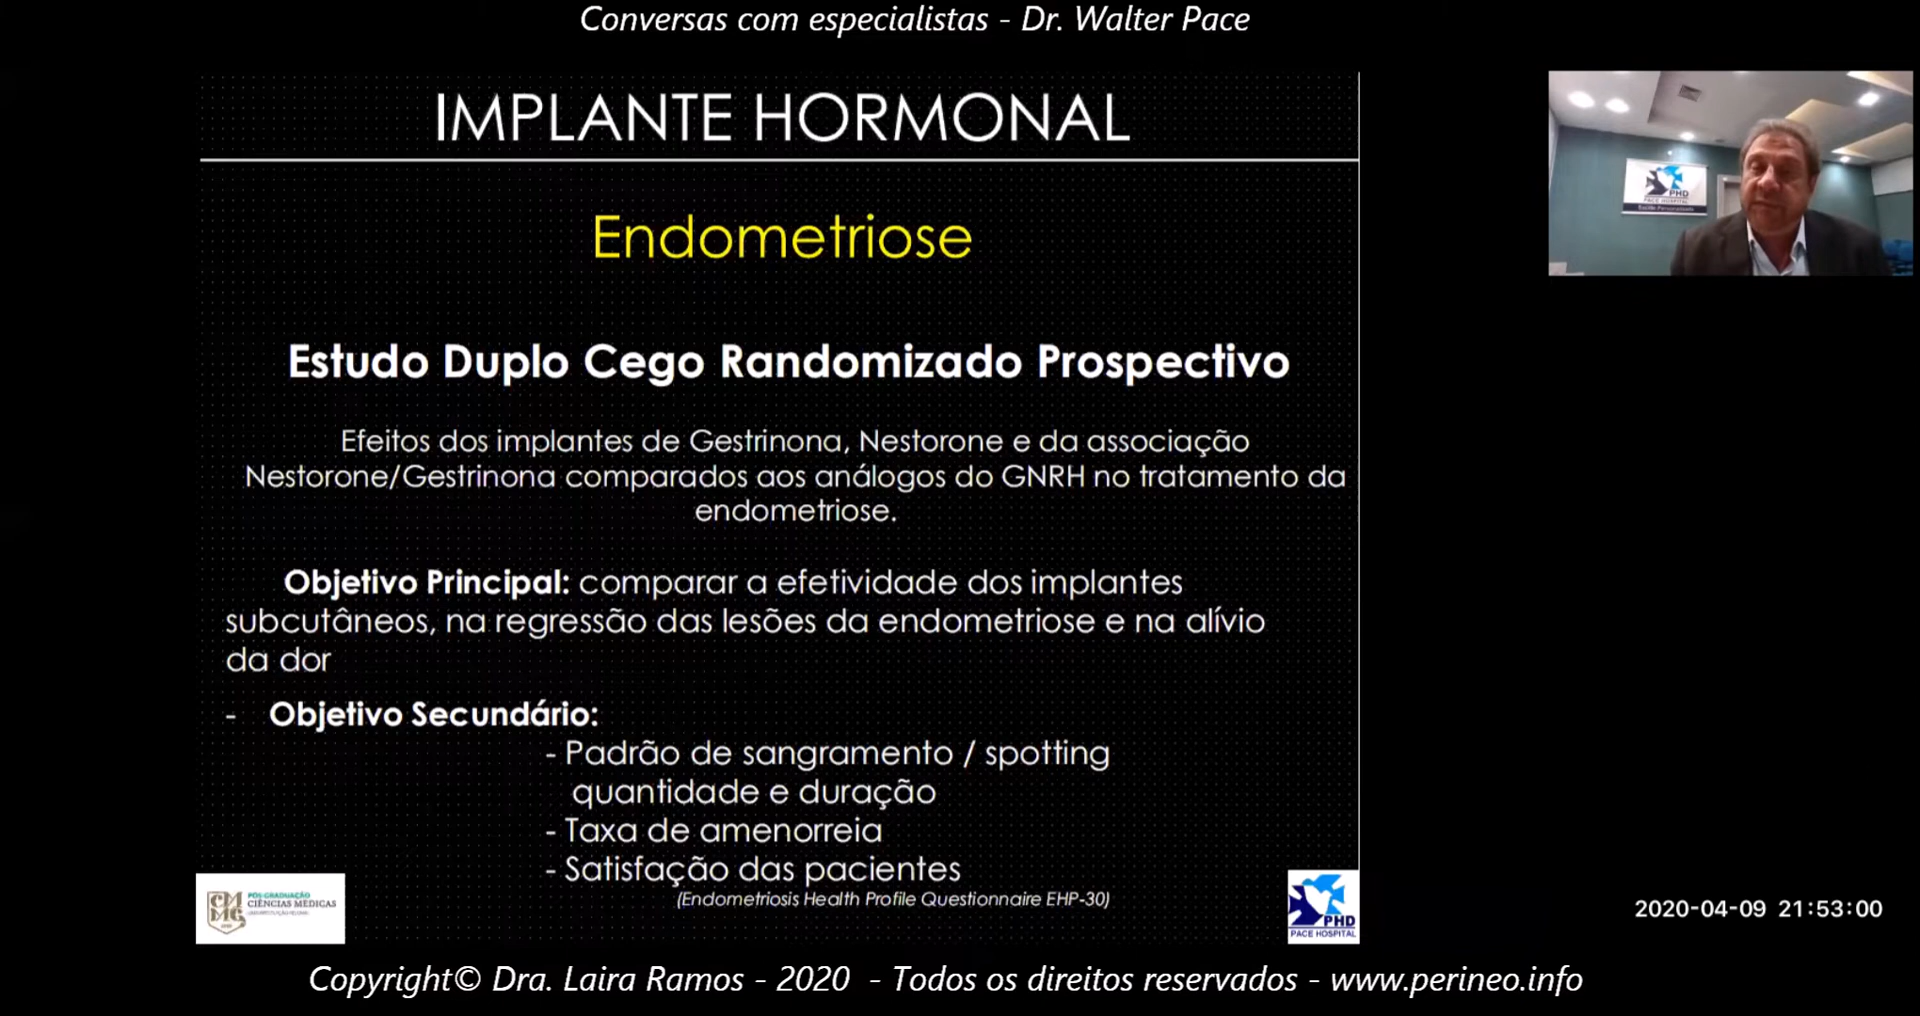 Conversas com especialistas - Dr. Walter Pace
IMPLANTE HORMONAL
Endometriose
Estudo Duplo Cego Randomizado Prospectivo
Efeitos dos implantes de Gestrinona, Nestorone e da associação
Nestorone/Gestrinona comparados aos análogos do GNRH no tratamento da
endometriose.
Objetivo Principal: comparar a efetividade dos implantes
subcutâneos, na regressão das lesões da endometriose e na alívio
da dor
- Objetivo Secundário:
- Padrão de sangramento / spotting
quantidade e duração
- Taxa de amenorreia
- Satisfação das pacientes
(Endometriosis Health Profile Questionnaire EHP-30)
CMMG
PÓS-GRADUAÇÃO
CIÊNCIAS MÉDICAS
PHD
PACE HOSPITAL
PHD
PACE HOSPITAL
2020-04-09 21:53:00
Copyright© Dra. Laira Ramos - 2020 - Todos os direitos reservados - www.perineo.info